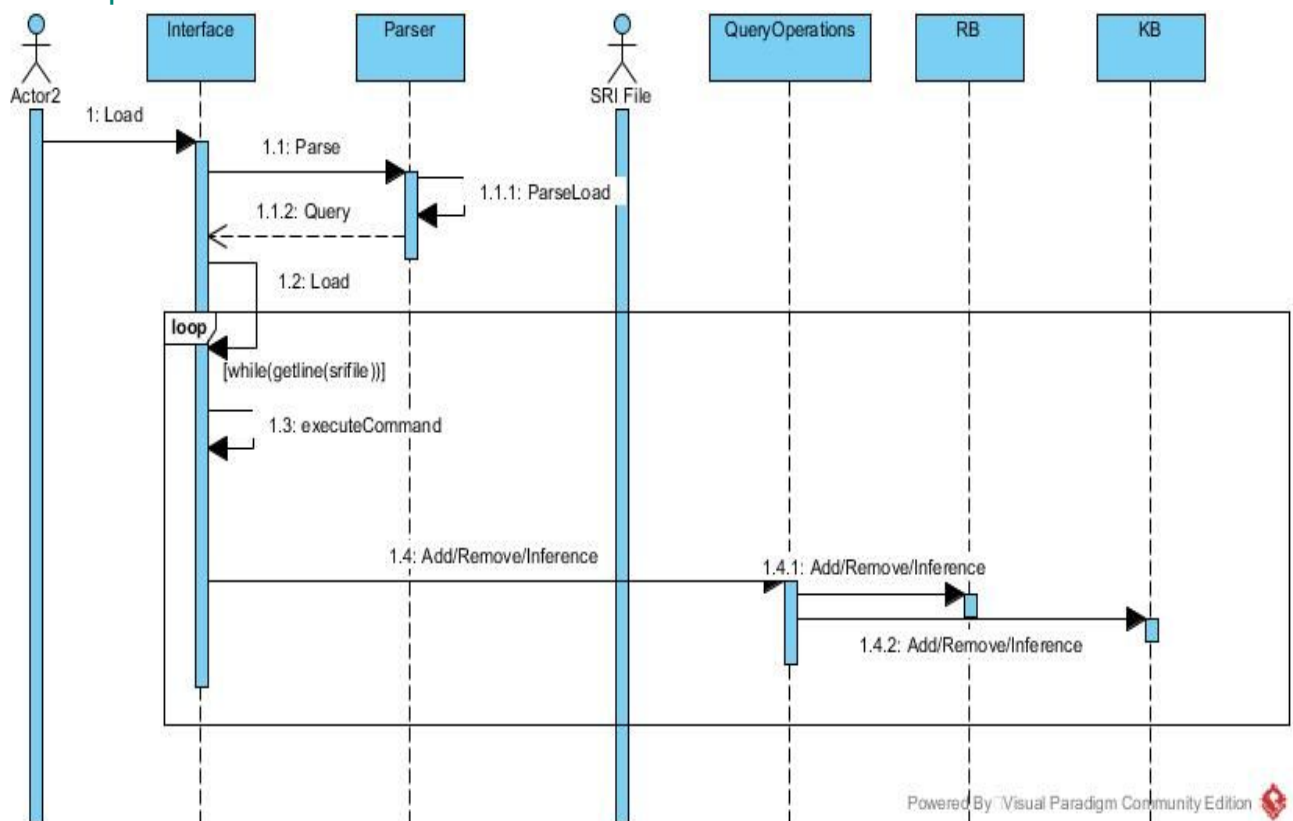 Interface
Parser
QueryOperations
RB
KB
Actor2
SRI File
1: Load
1.1: Parse
1.1.1: ParseLoad
1.1.2: Query
1.2: Load
loop
[while(getline(srifile))]
1.3: executeCommand
1.4: Add/Remove/Inference
1.4.1: Add/Remove/Inference
1.4.2: Add/Remove/Inference
Powered By Visual Paradigm Community Edition